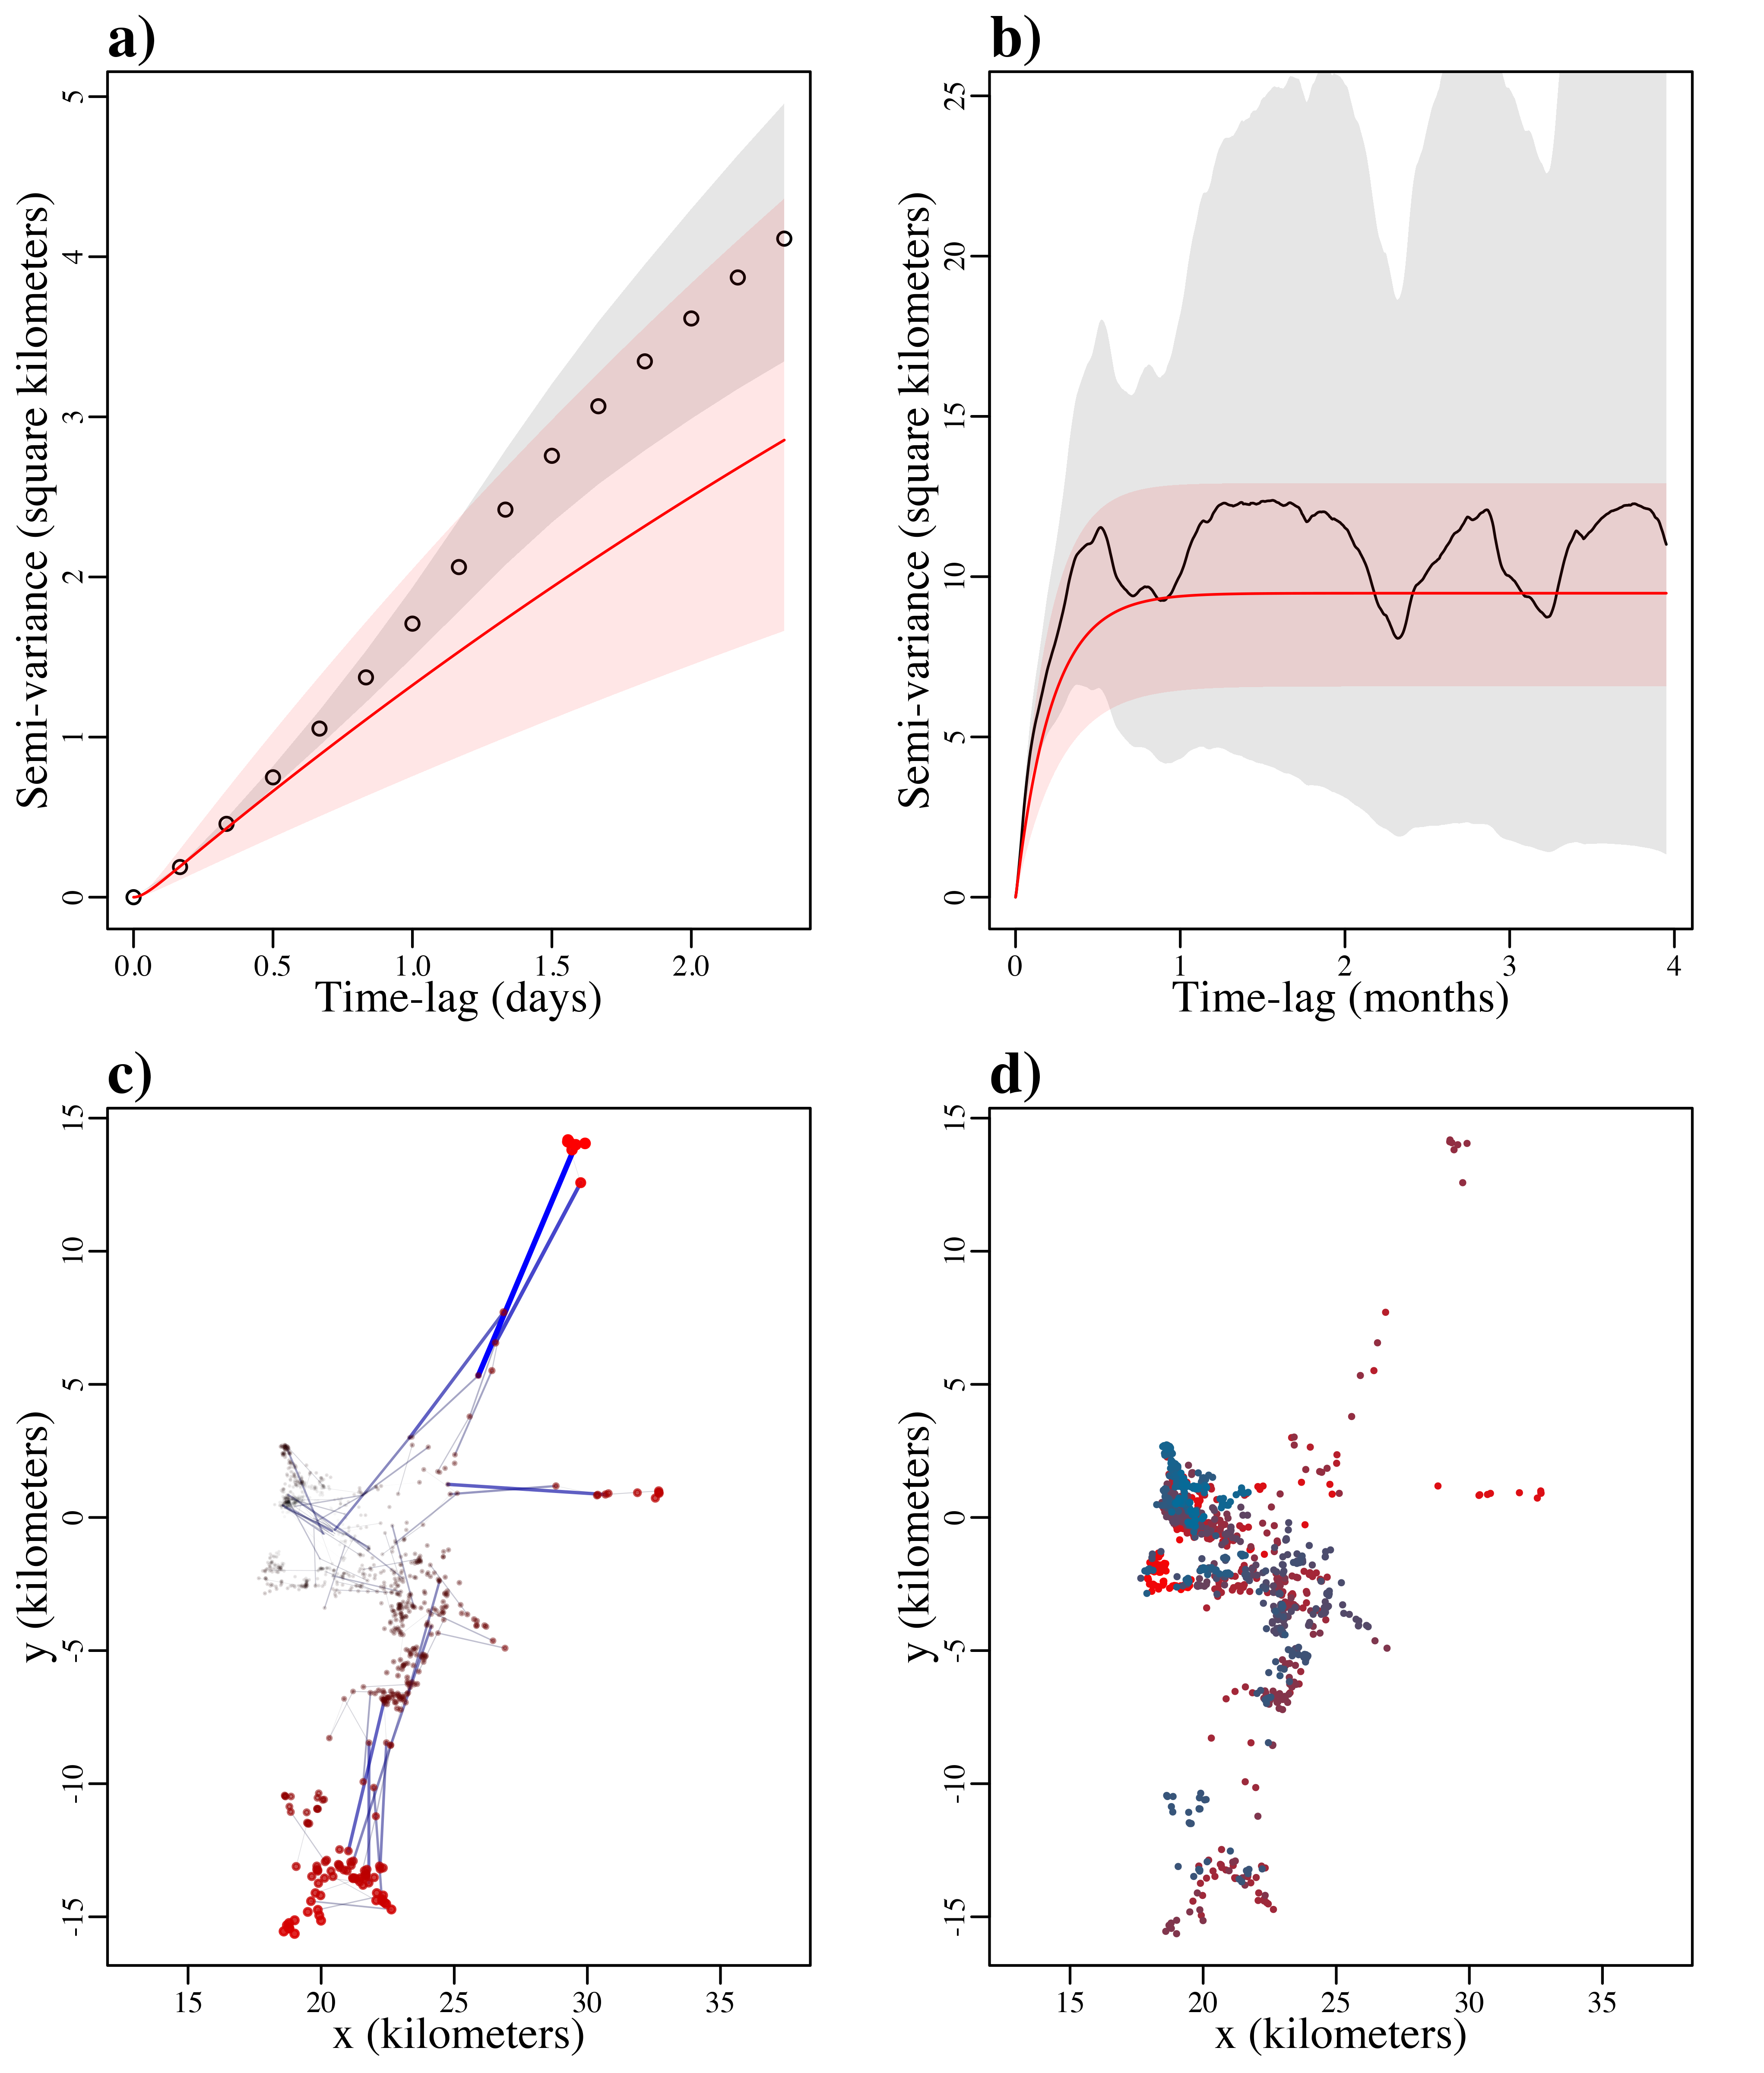 a)
Semi-variance (square kilometers)
0 1 2 3 4 5
0.0 0.5 1.0 1.5 2.0
Time-lag (days)
b)
Semi-variance (square kilometers)
0 5 10 15 20 25
0 1 2 3 4
Time-lag (months)
c)
y (kilometers)
-15 -10 -5 0 5 10 15
15 20 25 30 35
x (kilometers)
d)
y (kilometers)
-15 -10 -5 0 5 10 15
15 20 25 30 35
x (kilometers)